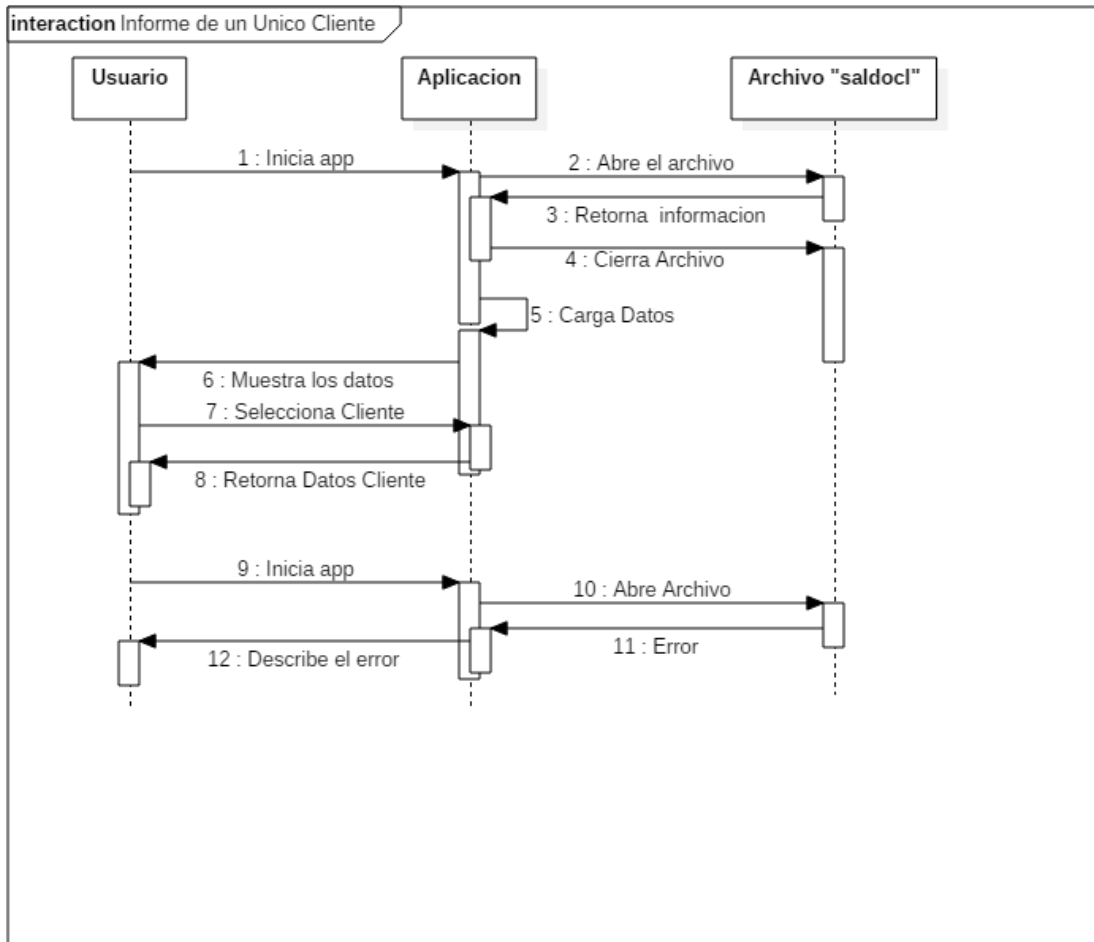 interaction Informe de un Unico Cliente
Usuario
Aplicacion
Archivo "saldocl"
1 : Inicia app
2 : Abre el archivo
3 : Retorna  informacion
4 : Cierra Archivo
5 : Carga Datos
6 : Muestra los datos
7 : Selecciona Cliente
8 : Retorna Datos Cliente
9 : Inicia app
10 : Abre Archivo
11 : Error
12 : Describe el error